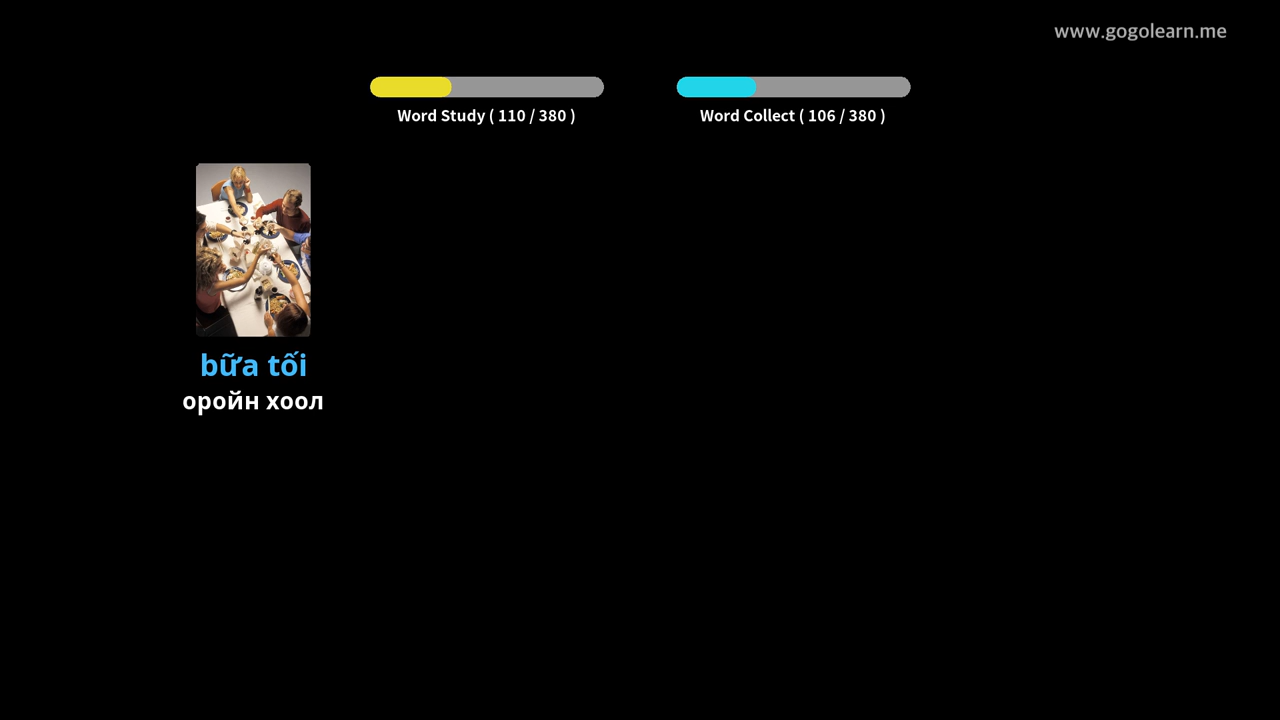 www.gogolearn.me
Word Study ( 110 / 380 )
Word Collect ( 106 / 380 )
bữa tối
оройн хоол